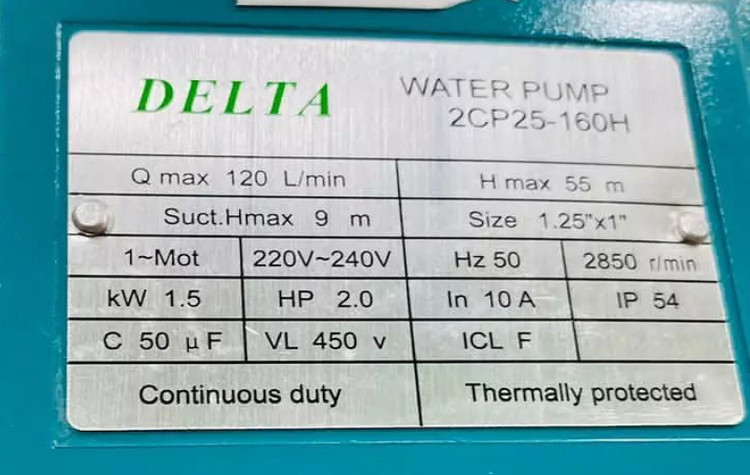 DELTA
WATER PUMP
2CP25-160H
Q max 120 L/min
H max 55 m
Suct.Hmax 9 m
Size 1.25"x1"
1~Mot
220V~240V
Hz 50
2850 r/min
kW 1.5
HP 2.0
In 10 A
IP 54
C 50 μF
VL 450 v
ICL F
Continuous duty
Thermally protected